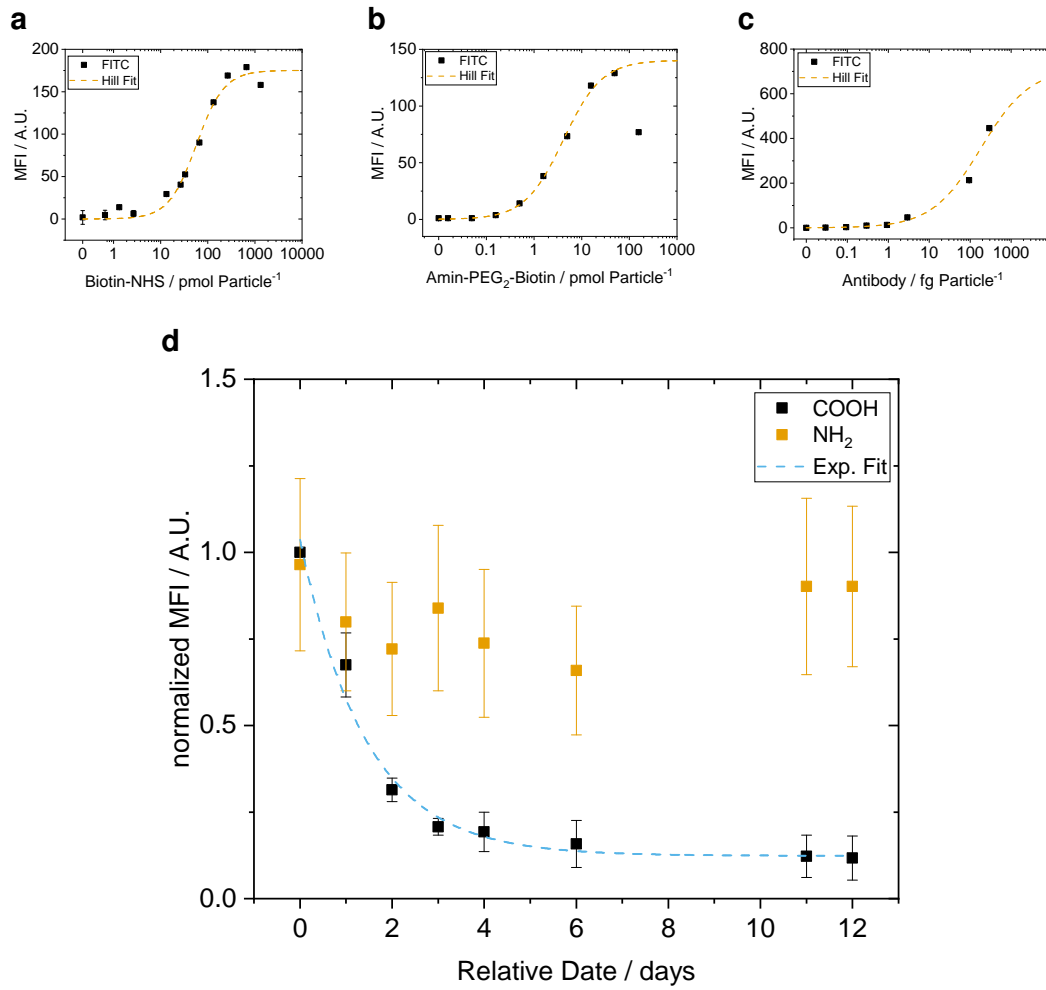 a
200
150
100
50
0
MFI / A.U.
FITC
Hill Fit
0 1 10 100 1000 10000
Biotin-NHS / pmol Particle⁻¹
b
150
100
50
0
MFI / A.U.
FITC
Hill Fit
0 0.1 1 10 100 1000
Amin-PEG₂-Biotin / pmol Particle⁻¹
c
800
600
400
200
0
MFI / A.U.
FITC
Hill Fit
0 0.1 1 10 100 1000
Antibody / fg Particle⁻¹
d
1.5
1.0
0.5
0.0
normalized MFI / A.U.
COOH
NH₂
Exp. Fit
0 2 4 6 8 10 12
Relative Date / days